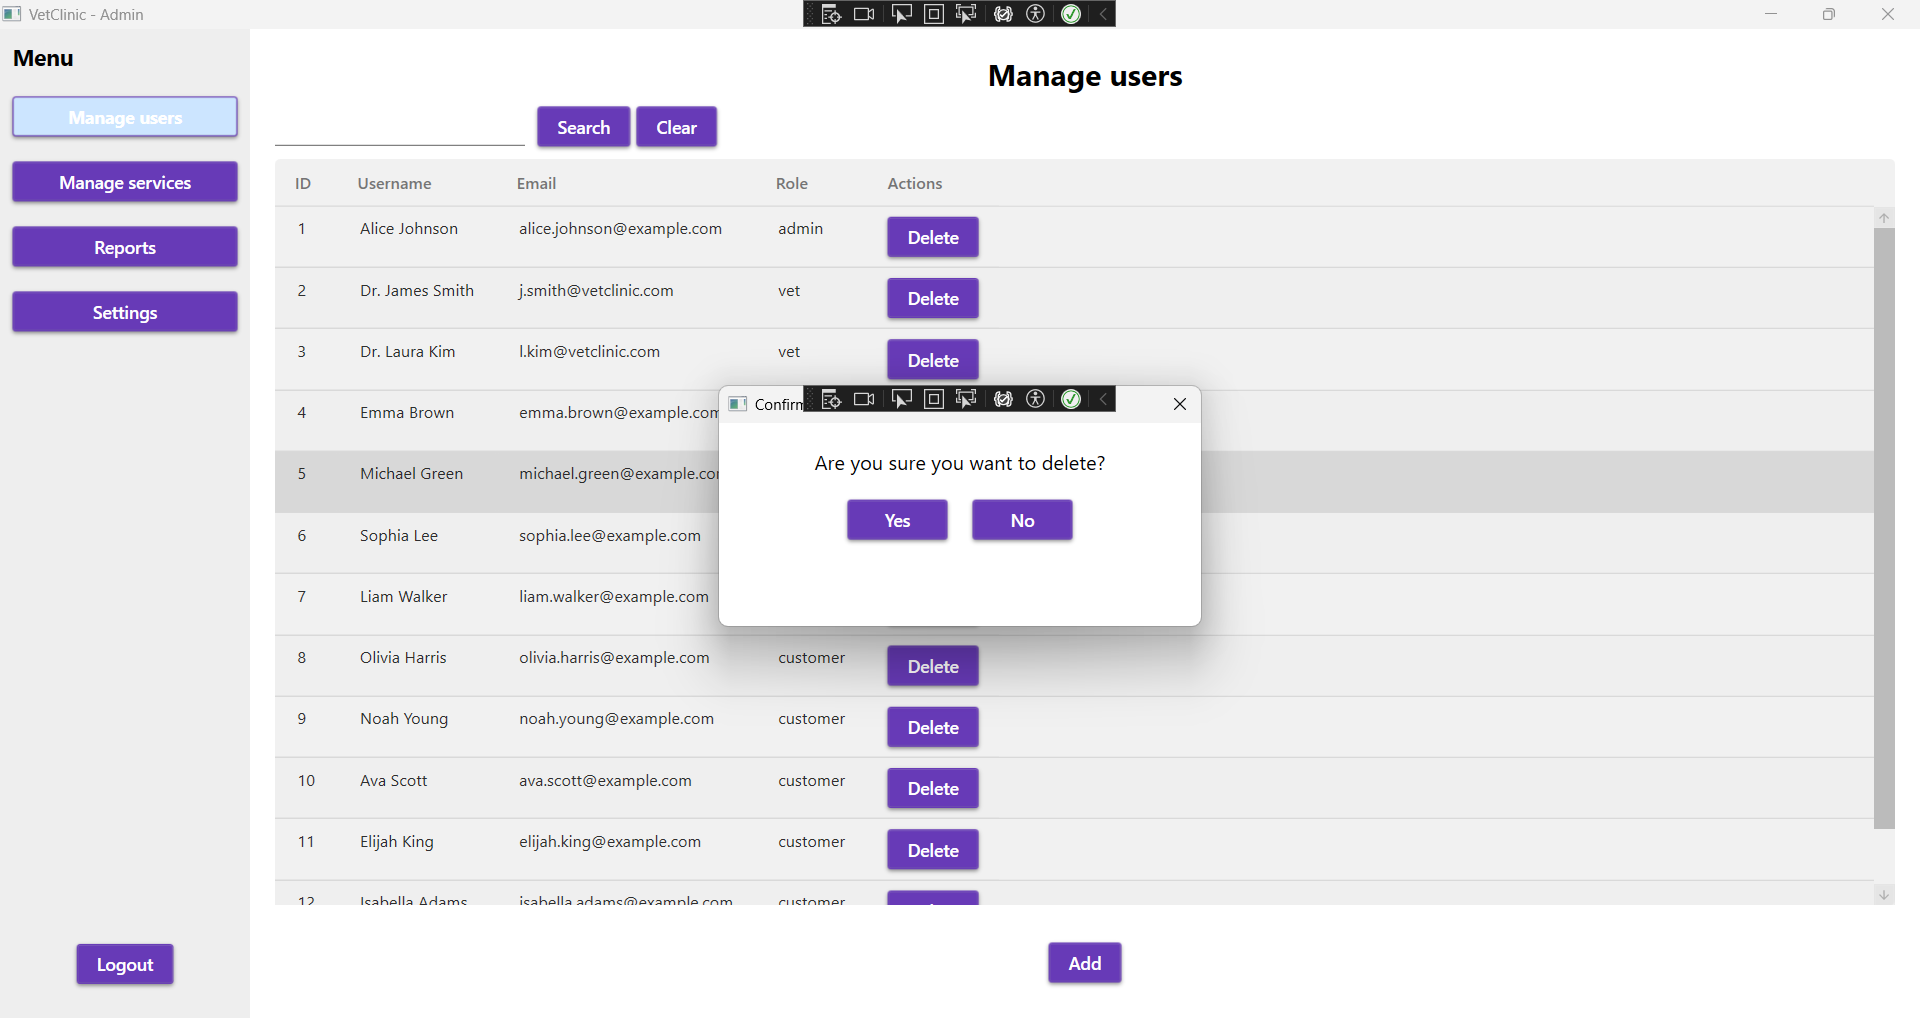 VetClinic - Admin
Menu
Manage users
Manage services
Reports
Settings
Logout
Manage users
Search Clear
ID Username Email Role Actions
1 Alice Johnson alice.johnson@example.com admin Delete
2 Dr. James Smith j.smith@vetclinic.com vet Delete
3 Dr. Laura Kim l.kim@vetclinic.com vet Delete
4 Emma Brown emma.brown@example.com
5 Michael Green michael.green@example.co
6 Sophia Lee sophia.lee@example.com
7 Liam Walker liam.walker@example.com
8 Olivia Harris olivia.harris@example.com customer Delete
9 Noah Young noah.young@example.com customer Delete
10 Ava Scott ava.scott@example.com customer Delete
11 Elijah King elijah.king@example.com customer Delete
12 Isabella Adams isabella.adams@example.com customer
Add
Confirm
Are you sure you want to delete?
Yes No